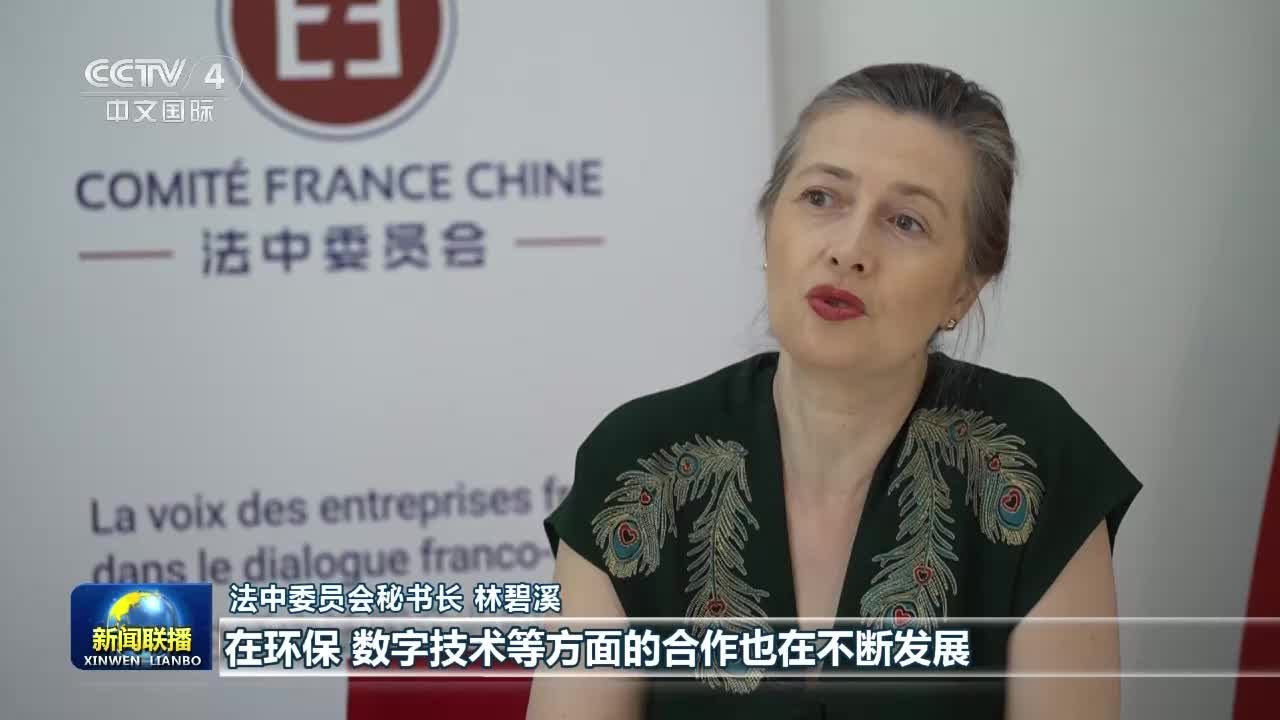 CCTV 4
中文国际
COMITÉ FRANCE CHINE
法中委员会
La voix des entreprises
dans le dialogue franco-
法中委员会秘书长 林碧溪
新闻联播
XINWEN LIANBO
在环保 数字技术等方面的合作也在不断发展